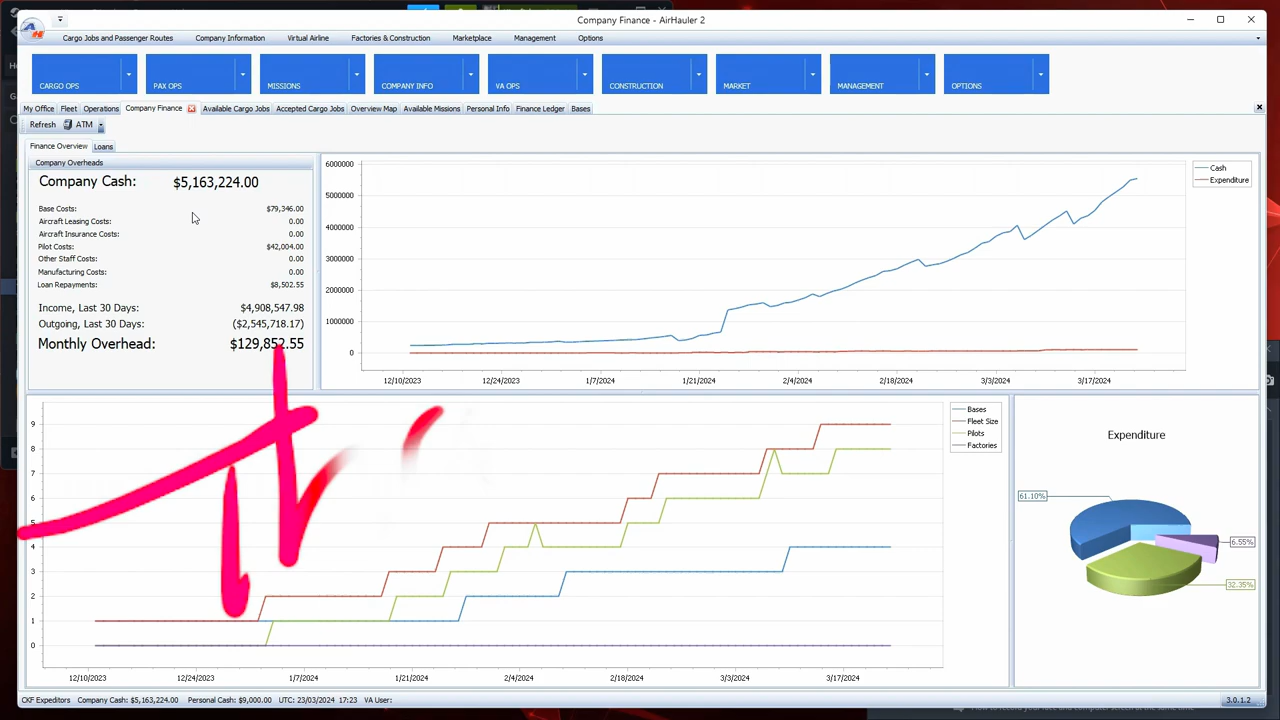 Company Finance - AirHauler 2
Cargo Jobs and Passenger Routes Company Information Virtual Airline Factories & Construction Marketplace Management Options
CARGO OPS PAX OPS MISSIONS COMPANY INFO VA OPS CONSTRUCTION MARKET MANAGEMENT OPTIONS
My Office Fleet Operations Company Finance Available Cargo Jobs Accepted Cargo Jobs Overview Map Available Missions Personal Info Finance Ledger Bases
Refresh ATM
Finance Overview Loans
Company Overheads
Company Cash: $5,163,224.00
Base Costs: $79,346.00
Aircraft Leasing Costs: 0.00
Aircraft Insurance Costs: 0.00
Pilot Costs: $42,004.00
Other Staff Costs: 0.00
Manufacturing Costs: 0.00
Loan Repayments: $8,502.55
Income, Last 30 Days: $4,908,547.98
Outgoing, Last 30 Days: ($2,545,718.17)
Monthly Overhead: $129,852.55
6000000
5000000
4000000
3000000
2000000
1000000
0
12/10/2023 12/24/2023 1/7/2024 1/21/2024 2/4/2024 2/18/2024 3/3/2024 3/17/2024
Cash
Expenditure
9
8
7
6
5
4
3
2
1
0
12/10/2023 12/24/2023 1/7/2024 1/21/2024 2/4/2024 2/18/2024 3/3/2024 3/17/2024
Bases
Fleet Size
Pilots
Factories
Expenditure
61.10%
6.55%
32.35%
CKF Expeditors Company Cash: $5,163,224.00 Personal Cash: $9,000.00 UTC: 23/03/2024 17:23 VA User: 3.0.1.2